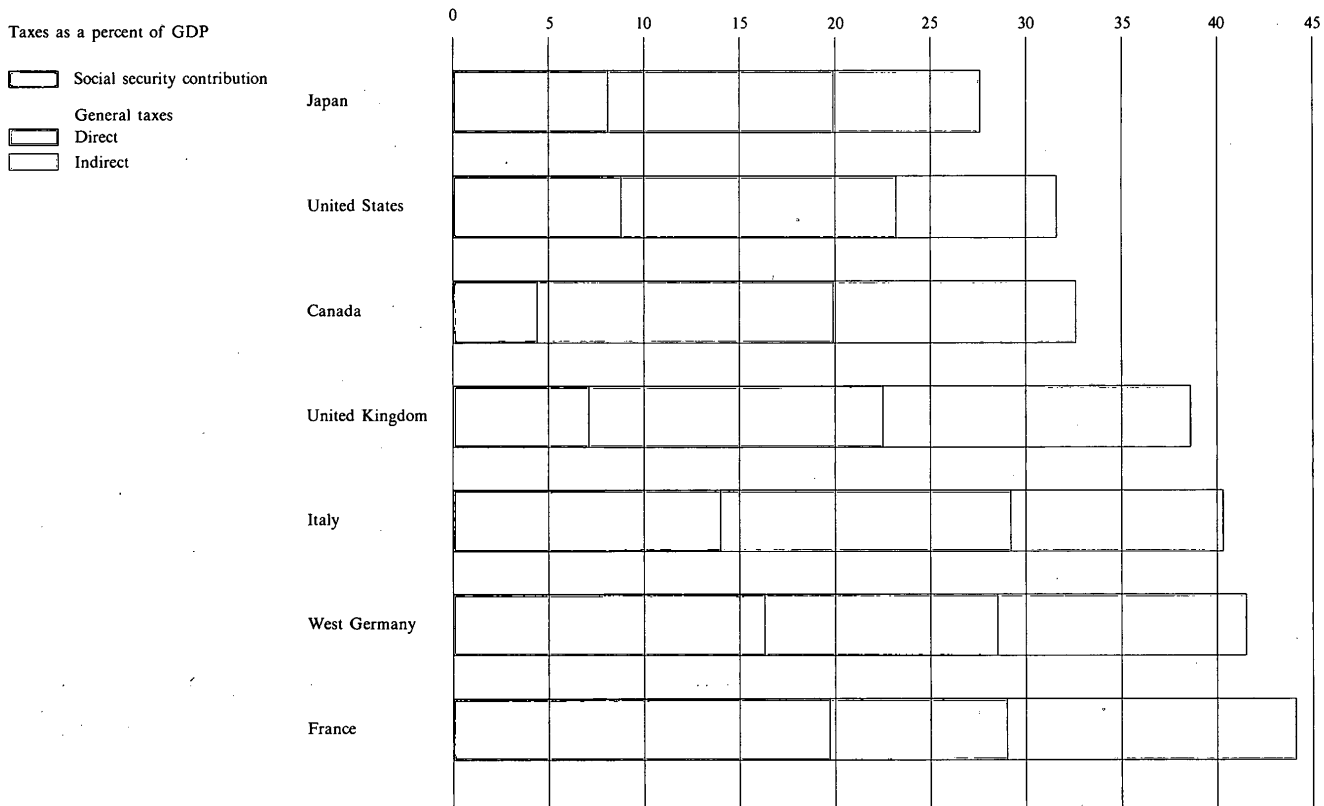 Taxes as a percent of GDP
Social security contribution
General taxes
Direct
Indirect
0 5 10 15 20 25 30 35 40 45
Japan
United States
Canada
United Kingdom
Italy
West Germany
France